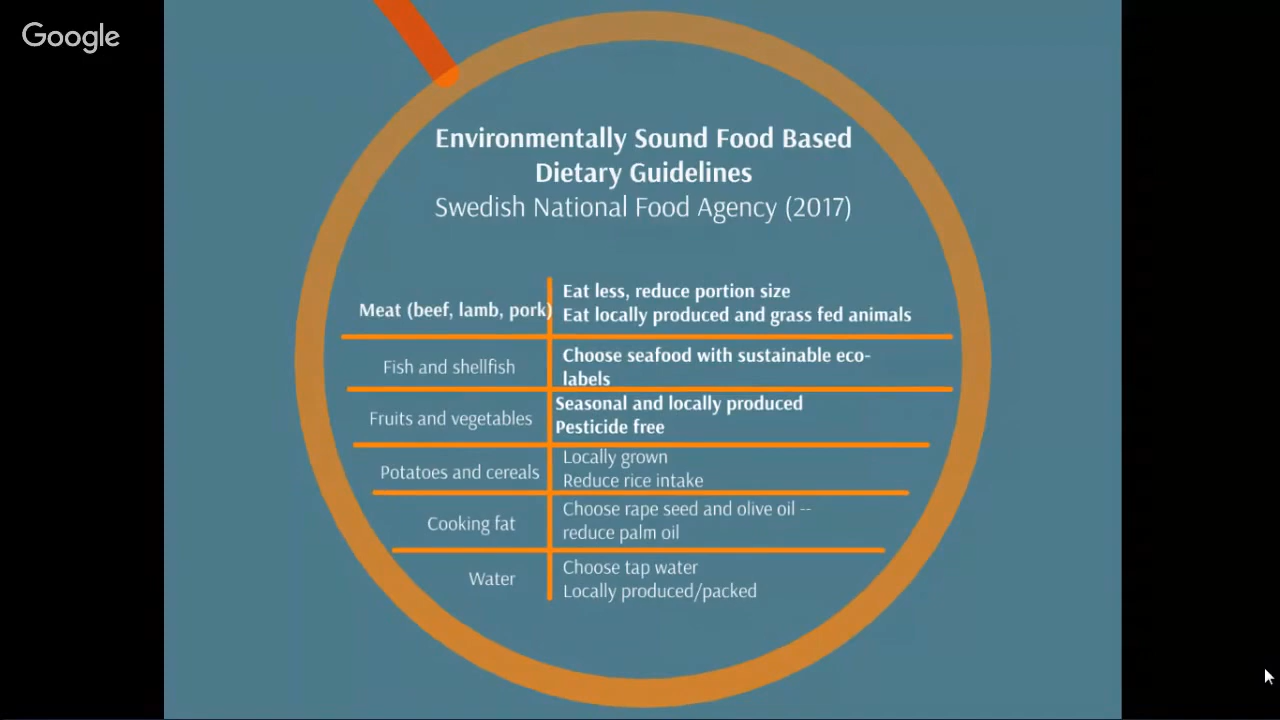 Google
Environmentally Sound Food Based
Dietary Guidelines
Swedish National Food Agency (2017)
Meat (beef, lamb, pork)
Eat less, reduce portion size
Eat locally produced and grass fed animals
Fish and shellfish
Choose seafood with sustainable eco-
labels
Fruits and vegetables
Seasonal and locally produced
Pesticide free
Potatoes and cereals
Locally grown
Reduce rice intake
Cooking fat
Choose rape seed and olive oil --
reduce palm oil
Water
Choose tap water
Locally produced/packed